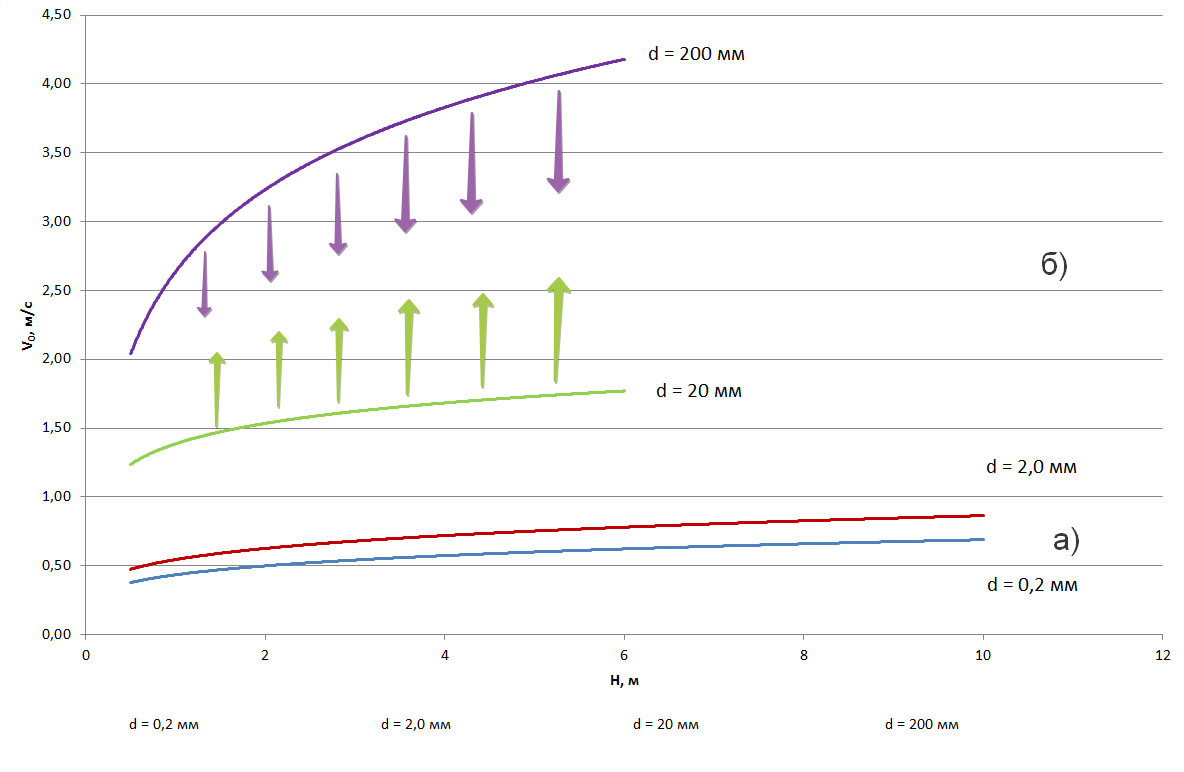 4,50
d = 200 мм
4,00
3,50
3,00
б)
2,50
V₀, м/с
2,00
d = 20 мм
1,50
d = 2,0 мм
1,00
а)
0,50
d = 0,2 мм
0,00
0 2 4 6 8 10 12
H, м
d = 0,2 мм d = 2,0 мм d = 20 мм d = 200 мм